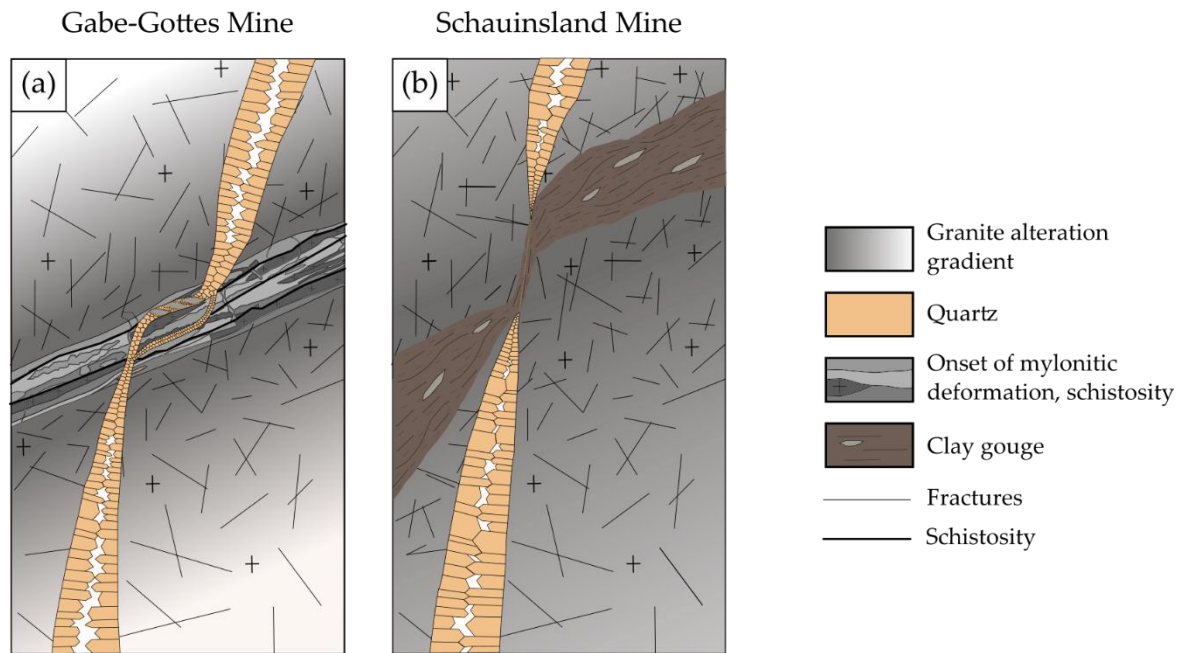 Gabe-Gottes Mine
Schauinsland Mine
(a)
(b)
Granite alteration
gradient
Quartz
Onset of mylonitic
deformation, schistosity
Clay gouge
Fractures
Schistosity